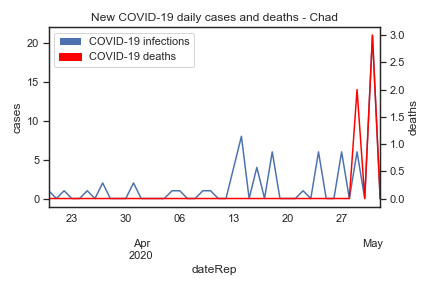 New COVID-19 daily cases and deaths - Chad
COVID-19 infections
COVID-19 deaths
cases
20
15
10
5
0
deaths
3.0
2.5
2.0
1.5
1.0
0.5
0.0
23 30 06 13 20 27
Apr May
2020
dateRep